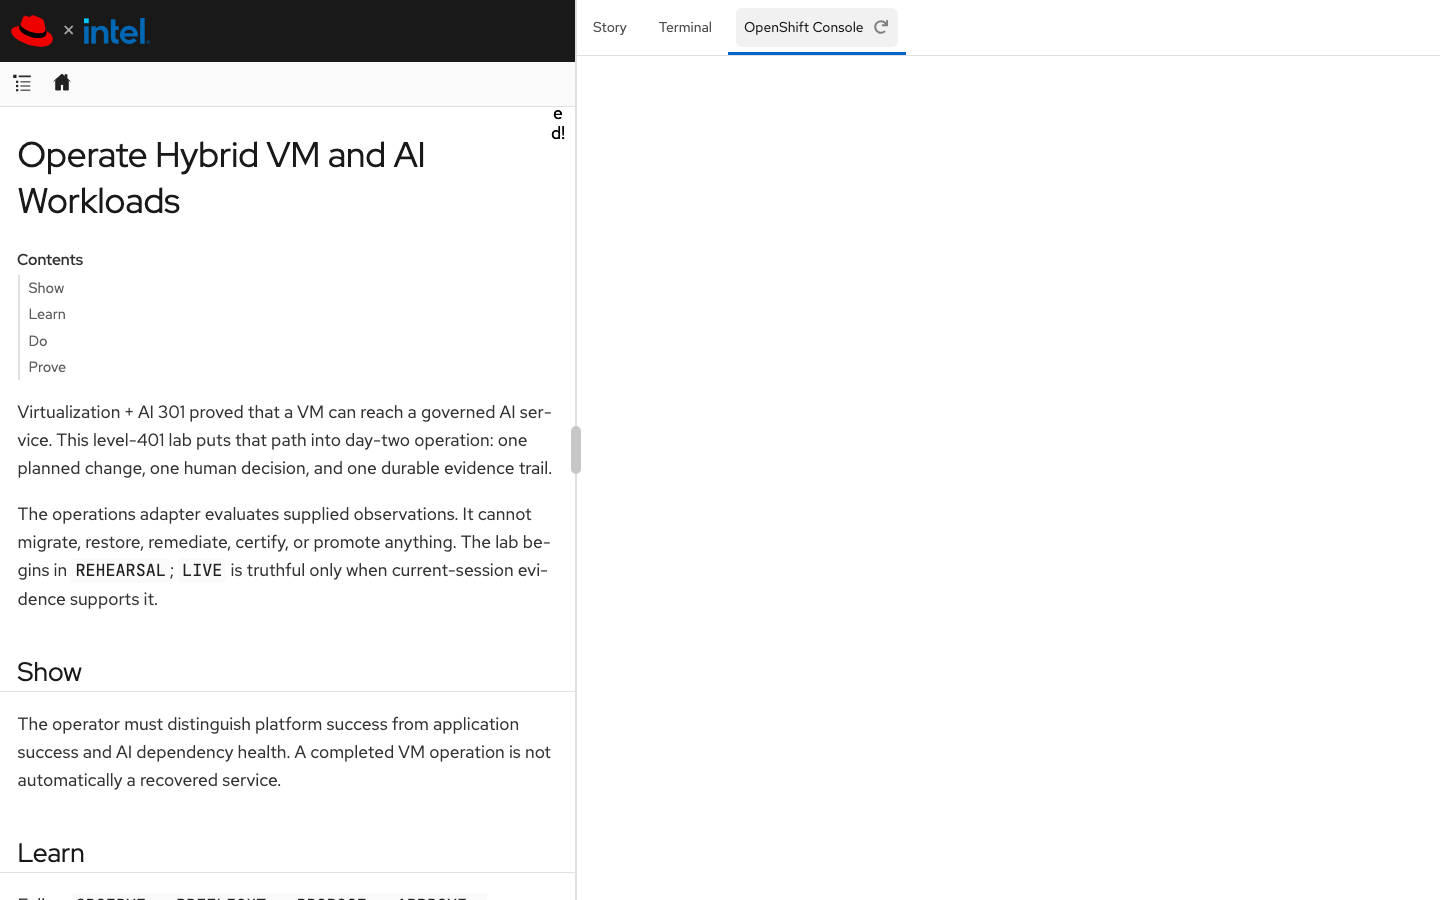 intel.
Story
Terminal
OpenShift Console
e
d!
Operate Hybrid VM and AI
Workloads
Contents
Show
Learn
Do
Prove
Virtualization + AI 301 proved that a VM can reach a governed AI ser-
vice. This level-401 lab puts that path into day-two operation: one
planned change, one human decision, and one durable evidence trail.
The operations adapter evaluates supplied observations. It cannot
migrate, restore, remediate, certify, or promote anything. The lab be-
gins in REHEARSAL; LIVE is truthful only when current-session evi-
dence supports it.
Show
The operator must distinguish platform success from application
success and AI dependency health. A completed VM operation is not
automatically a recovered service.
Learn